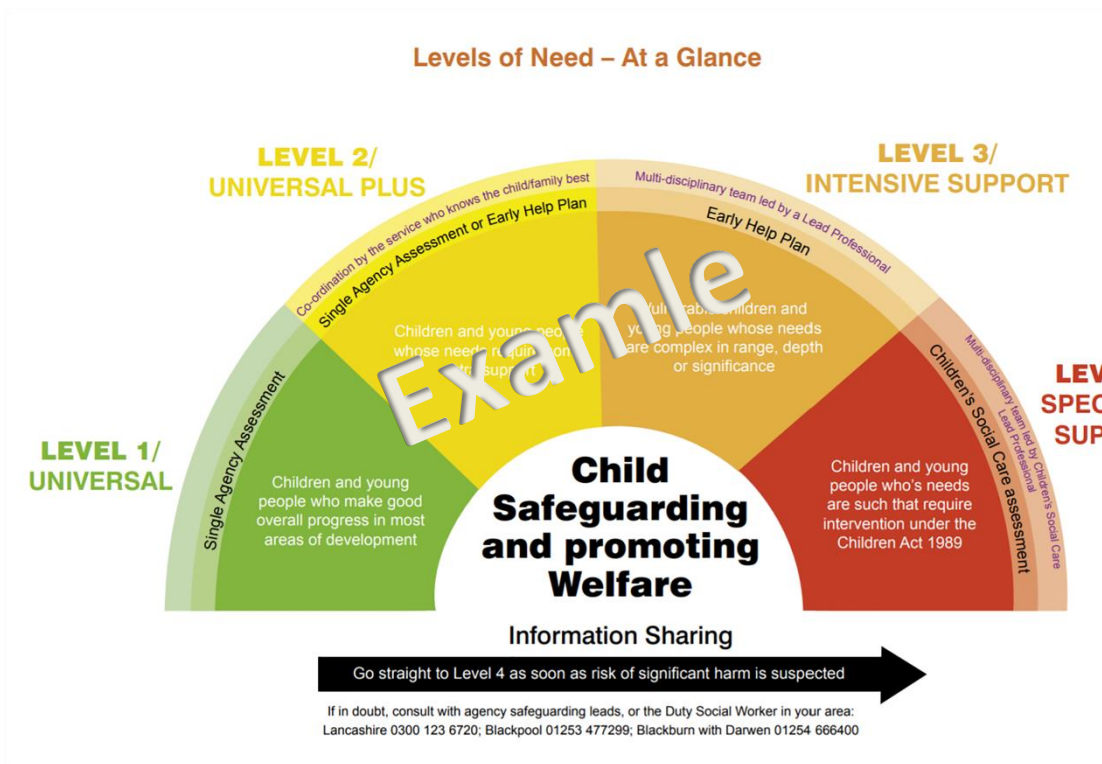 Levels of Need – At a Glance
LEVEL 1/
UNIVERSAL
Single Agency Assessment
Children and young
people who make good
overall progress in most
areas of development
LEVEL 2/
UNIVERSAL PLUS
Co-ordination by the service who knows the child/family best
Single Agency Assessment or Early Help Plan
Children and young people
whose needs require
support
Examle
LEVEL 3/
INTENSIVE SUPPORT
Multi-disciplinary team led by a Lead Professional
Early Help Plan
Vulnerable children and
young people whose needs
are complex in range, depth
or significance
LEV
SPEC
SUP
Multi-disciplinary team led by Children's Social Care
Lead Professional
Children's Social Care assessment
Children and young
people who's needs
are such that require
intervention under the
Children Act 1989
Child
Safeguarding
and promoting
Welfare
Information Sharing
Go straight to Level 4 as soon as risk of significant harm is suspected
If in doubt, consult with agency safeguarding leads, or the Duty Social Worker in your area:
Lancashire 0300 123 6720; Blackpool 01253 477299; Blackburn with Darwen 01254 666400